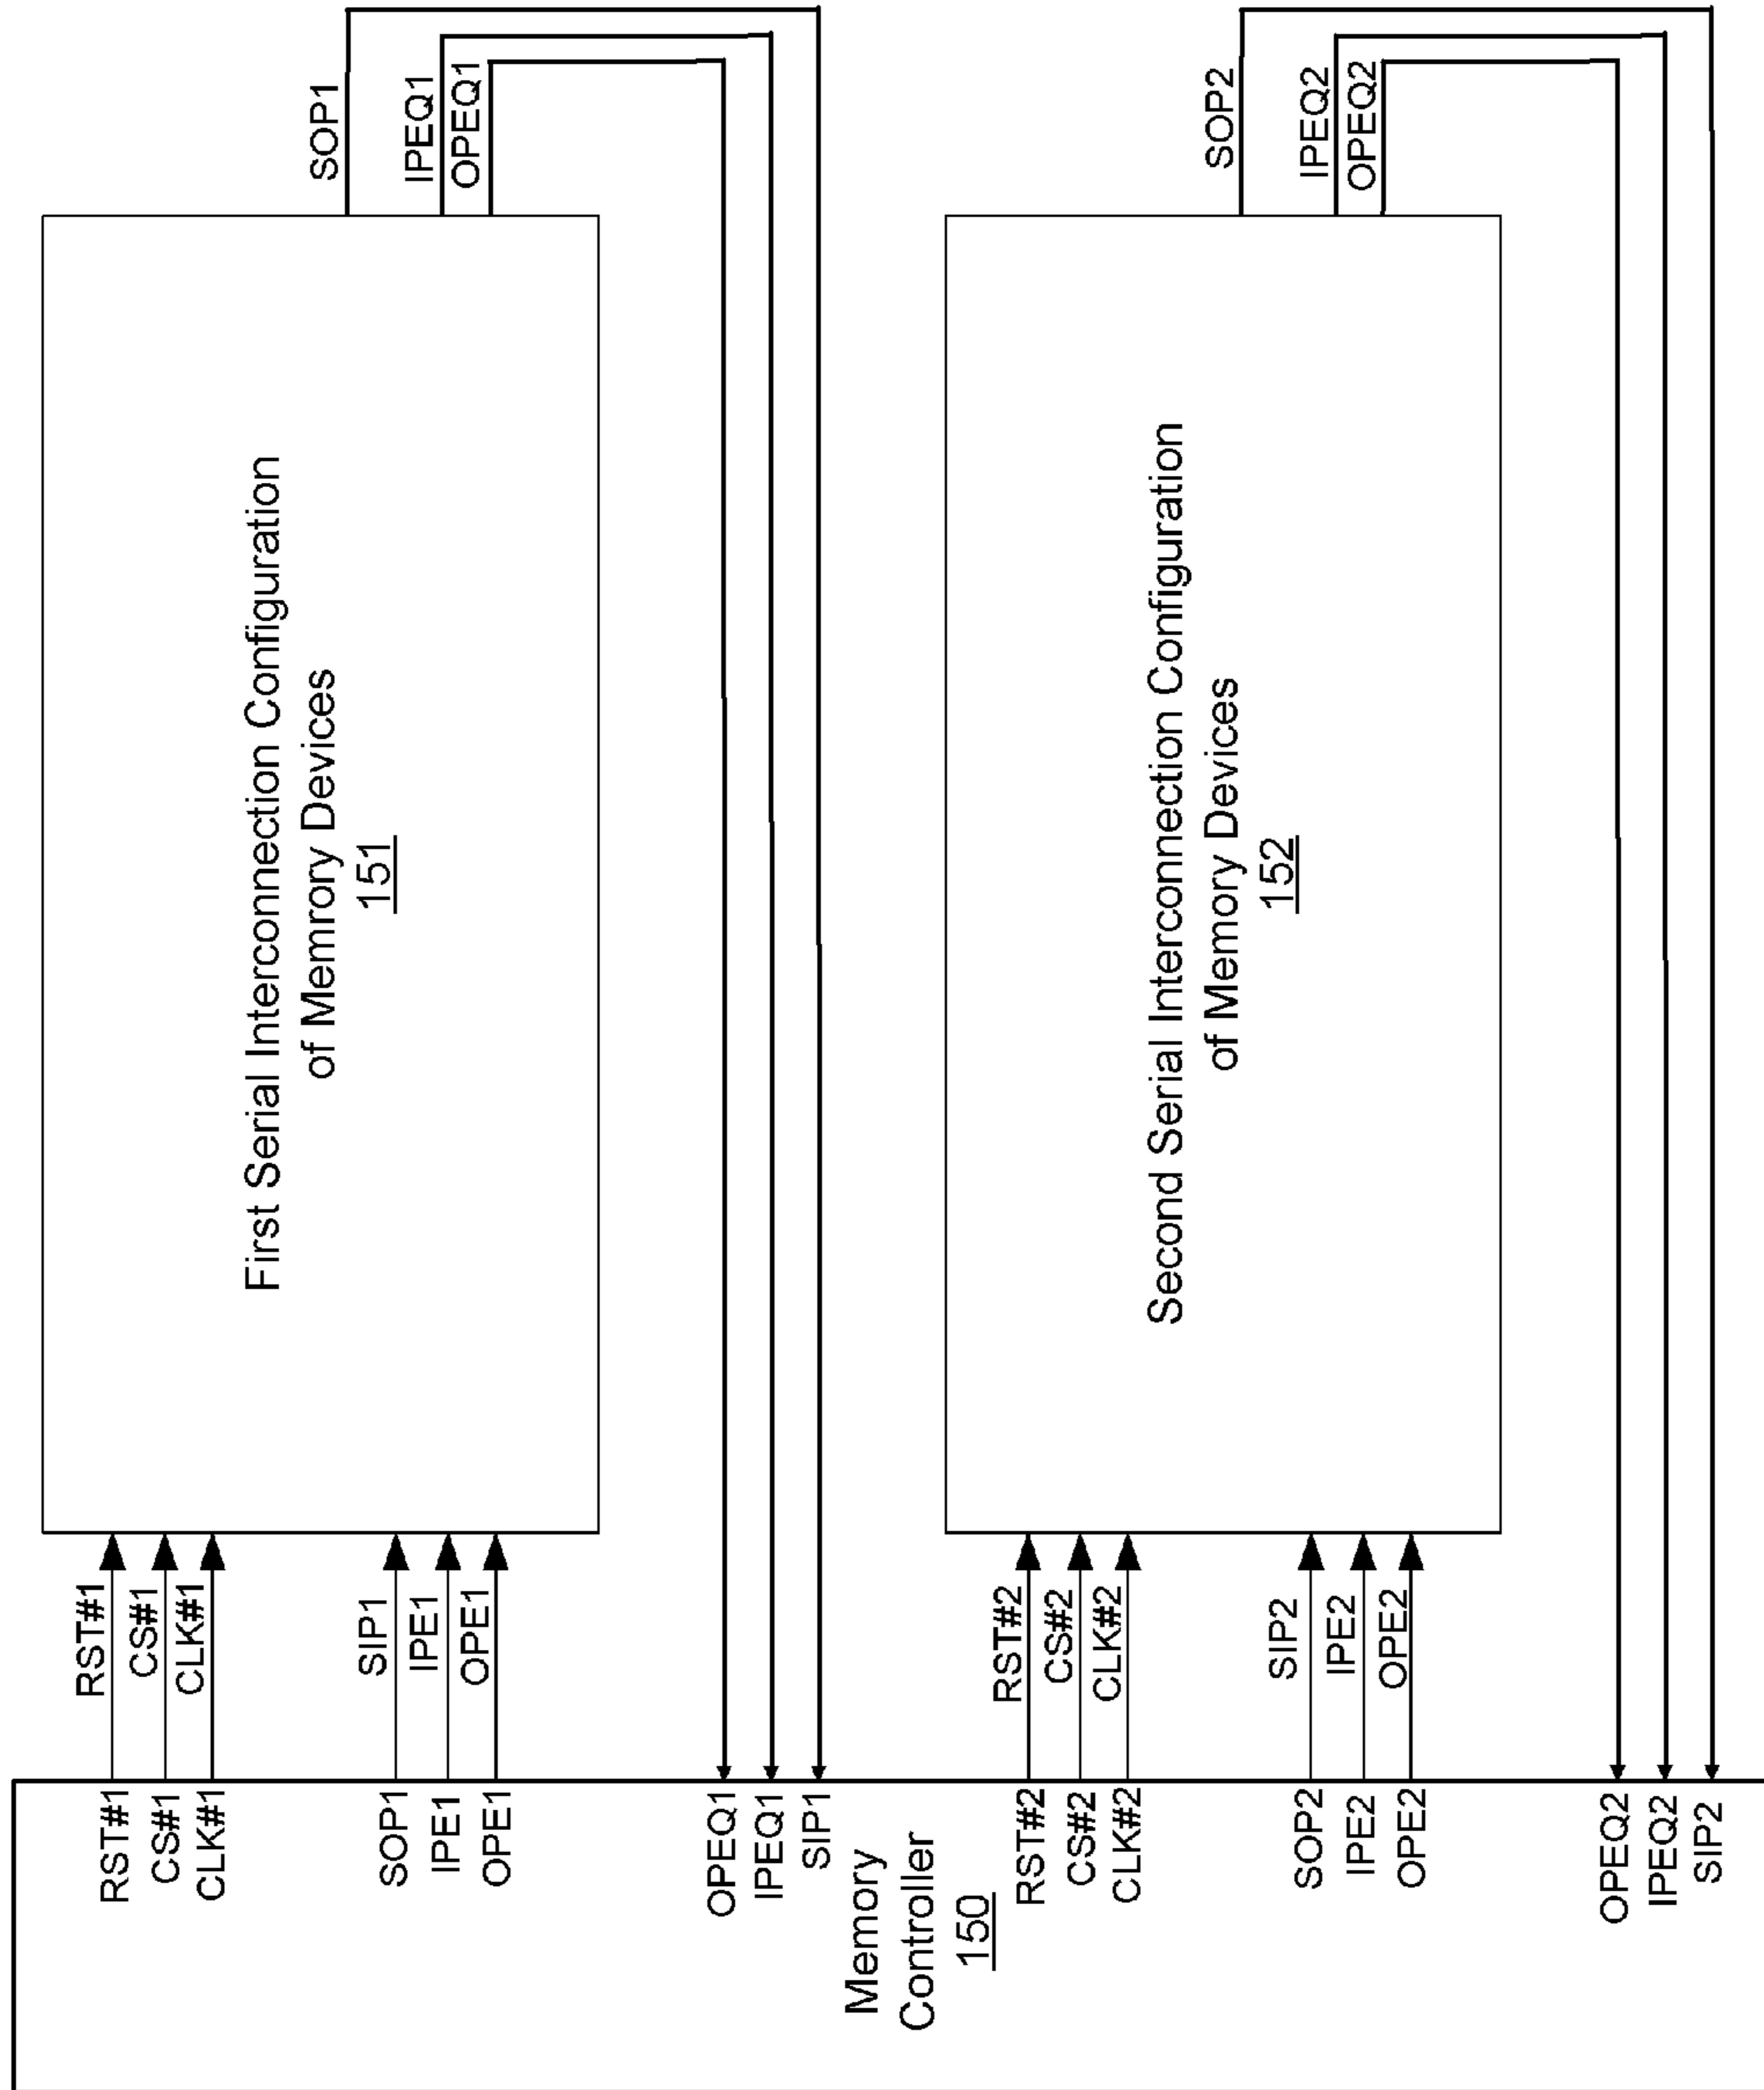 RST#1
CS#1
CLK#1
SOP1
IPE1
OPE1
OPEQ1
IPEQ1
SIP1
Memory
Controller
150
RST#2
CS#2
CLK#2
SOP2
IPE2
OPE2
OPEQ2
IPEQ2
SIP2
RST#1
CS#1
CLK#1
SIP1
IPE1
OPE1
First Serial Interconnection Configuration
of Memrory Devices
151
SOP1
IPEQ1
OPEQ1
RST#2
CS#2
CLK#2
SIP2
IPE2
OPE2
Second Serial Interconnection Configuration
of Memory Devices
152
SOP2
IPEQ2
OPEQ2